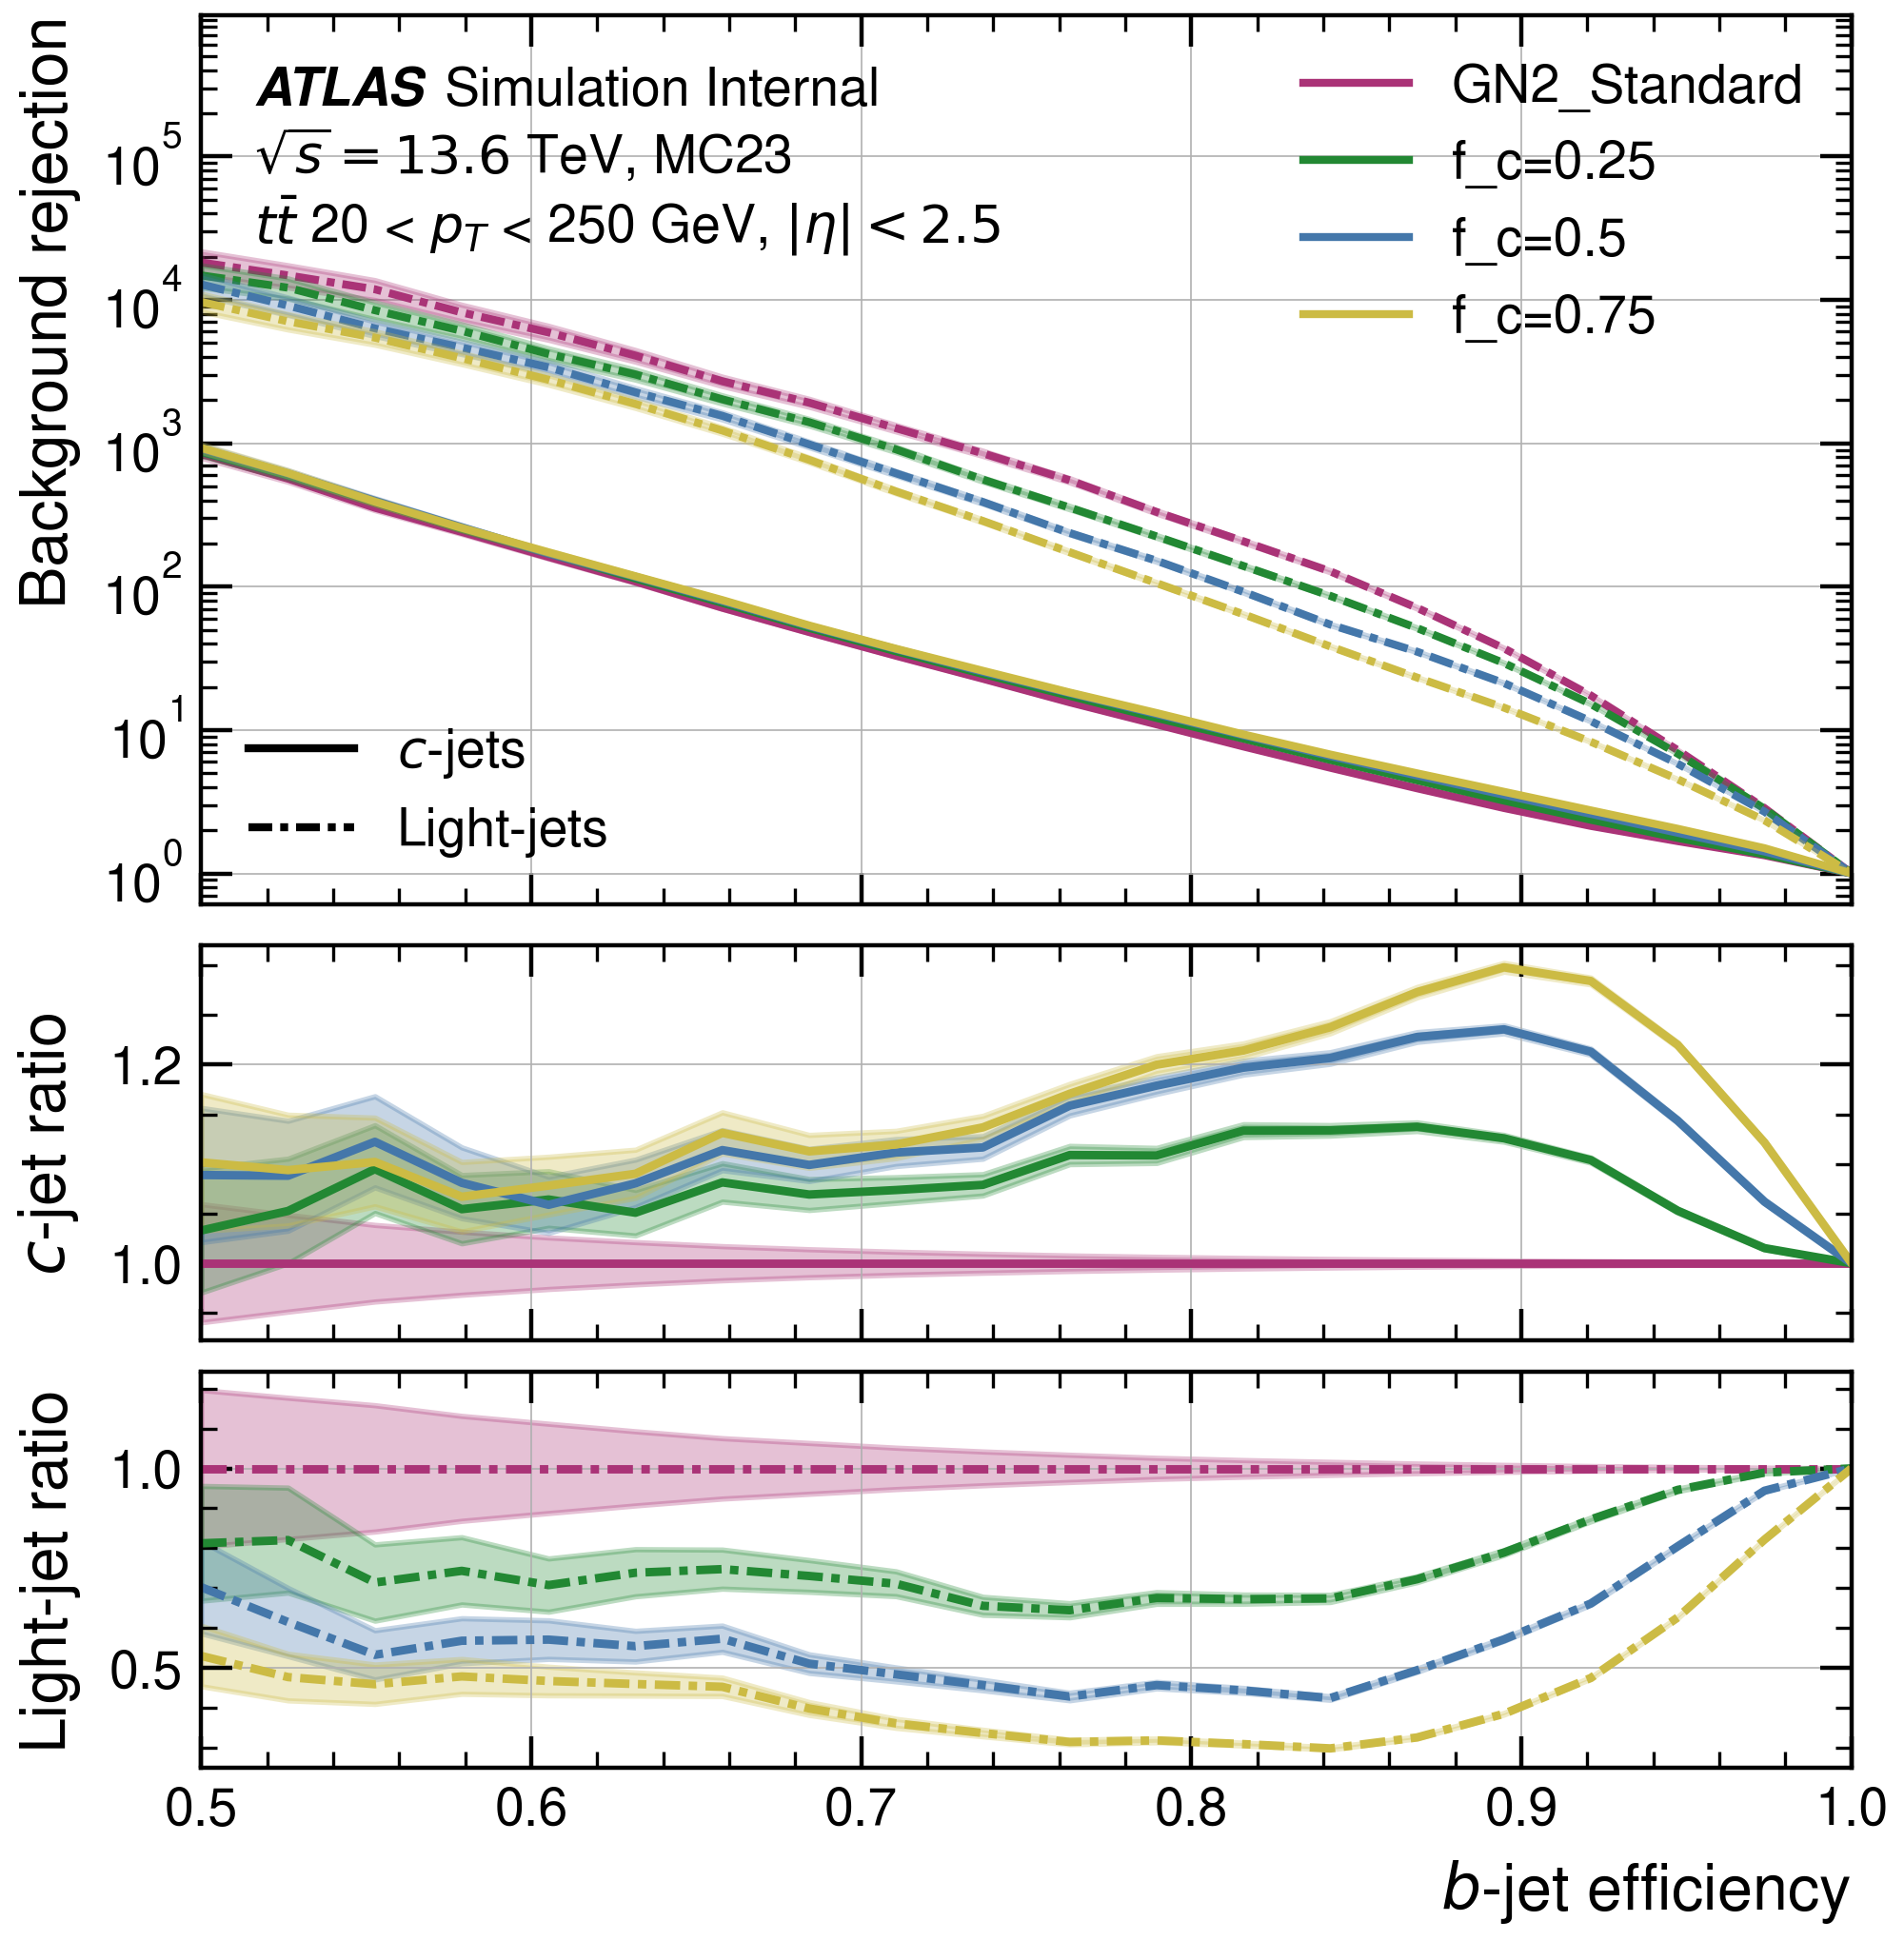 Background rejection
10^5
10^4
10^3
10^2
10^1
10^0
ATLAS Simulation Internal
√s = 13.6 TeV, MC23
tt̄ 20 < p_T < 250 GeV, |η| < 2.5
GN2_Standard
f_c=0.25
f_c=0.5
f_c=0.75
c-jets
Light-jets
c-jet ratio
1.2
1.0
Light-jet ratio
1.0
0.5
0.5 0.6 0.7 0.8 0.9 1.0
b-jet efficiency